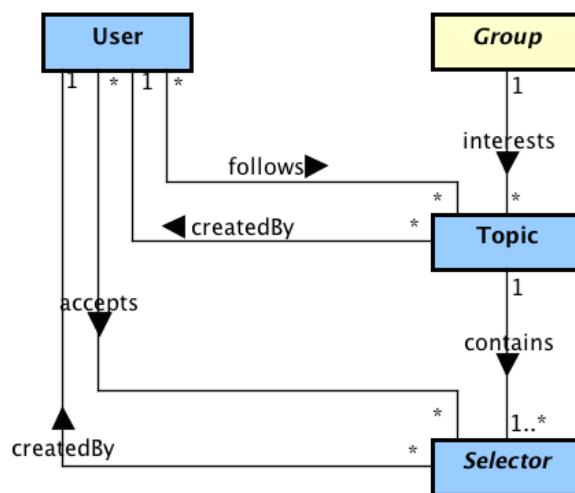 User
Group
1
*
1
*
1
interests
follows
*
*
createdBy
*
Topic
1
accepts
contains
*
1..*
createdBy
*
Selector